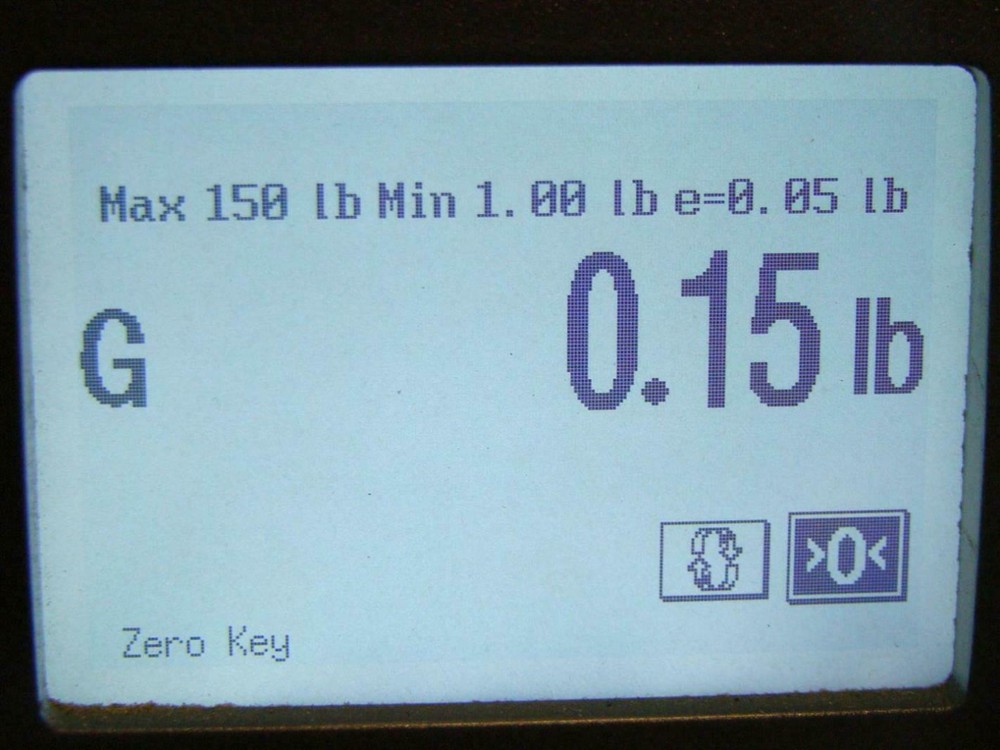 Max 150 lb Min 1.00 lb e=0.05 lb
G 0.15 lb
>0<
Zero Key